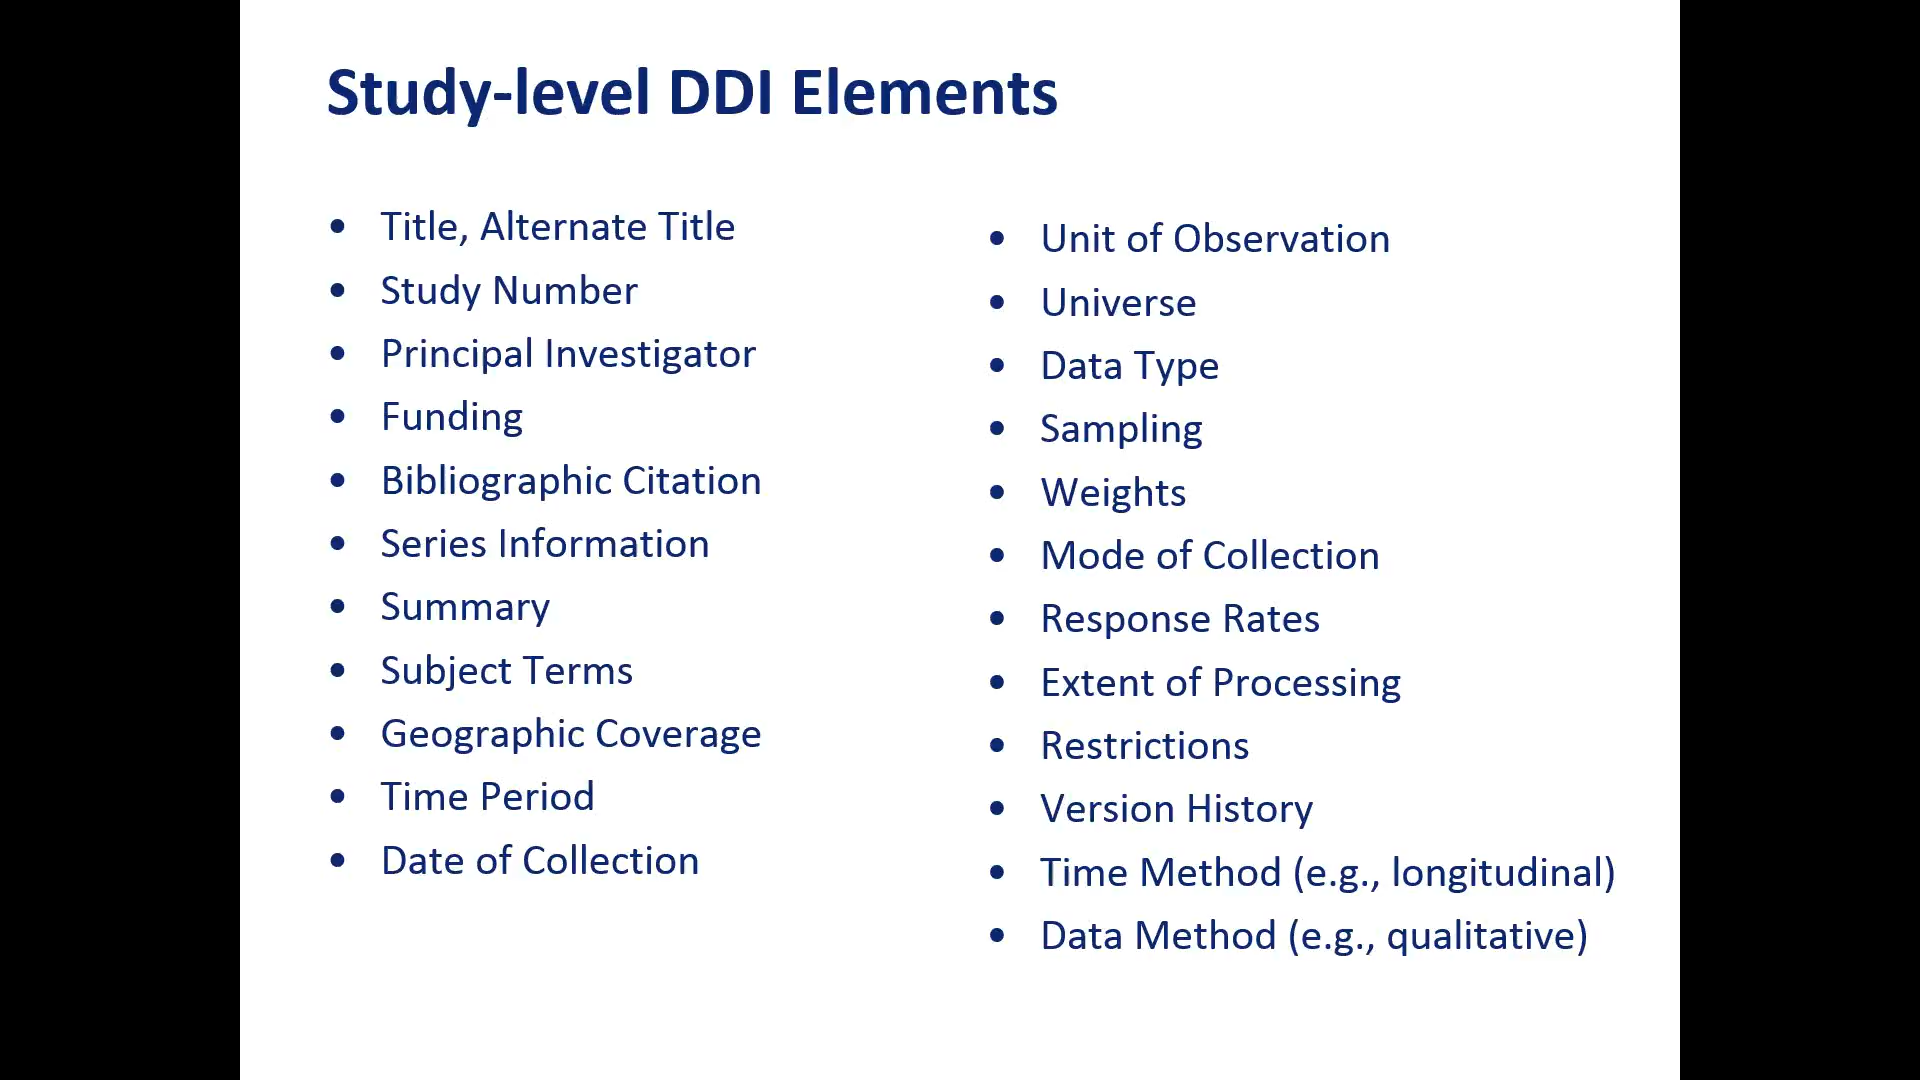 Study-level DDI Elements
• Title, Alternate Title
• Study Number
• Principal Investigator
• Funding
• Bibliographic Citation
• Series Information
• Summary
• Subject Terms
• Geographic Coverage
• Time Period
• Date of Collection
• Unit of Observation
• Universe
• Data Type
• Sampling
• Weights
• Mode of Collection
• Response Rates
• Extent of Processing
• Restrictions
• Version History
• Time Method (e.g., longitudinal)
• Data Method (e.g., qualitative)